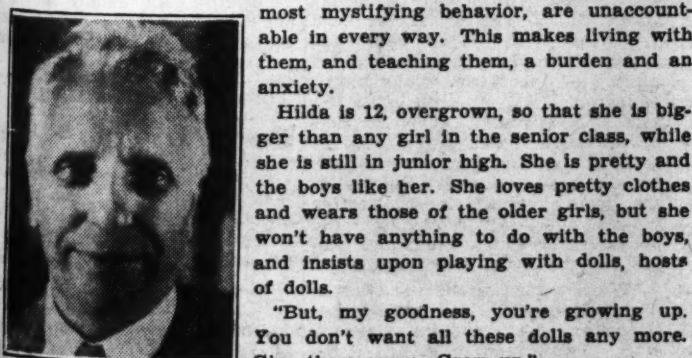 most mystifying behavior, are unaccount-
able in every way. This makes living with
them, and teaching them, a burden and an
anxiety.
Hilda is 12, overgrown, so that she is big-
ger than any girl in the senior class, while
she is still in junior high. She is pretty and
the boys like her. She loves pretty clothes
and wears those of the older girls, but she
won't have anything to do with the boys,
and insists upon playing with dolls, hosts
of dolls.
"But, my goodness, you're growing up.
You don't want all these dolls any more.